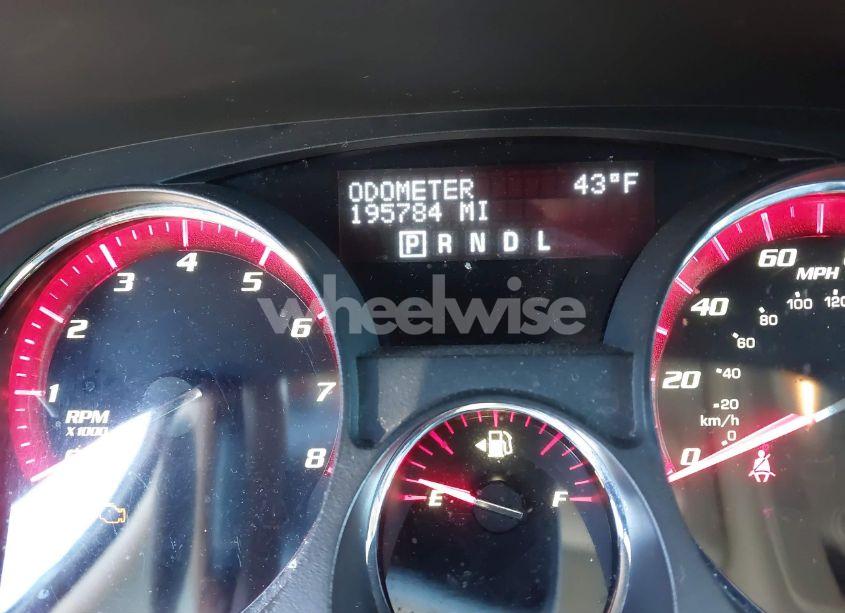 ODOMETER 43°F
195784 MI
P R N D L
wheelwise
1 2 3 4 5 6 7 8
RPM
X1000
0 20 40 60
MPH
0 20 40 60 80 100 120
km/h
E F